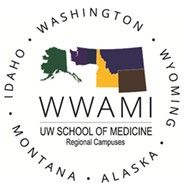 WASHINGTON • WYOMING • ALASKA • MONTANA • IDAHO •
WWAMI
UW SCHOOL OF MEDICINE
Regional Campuses